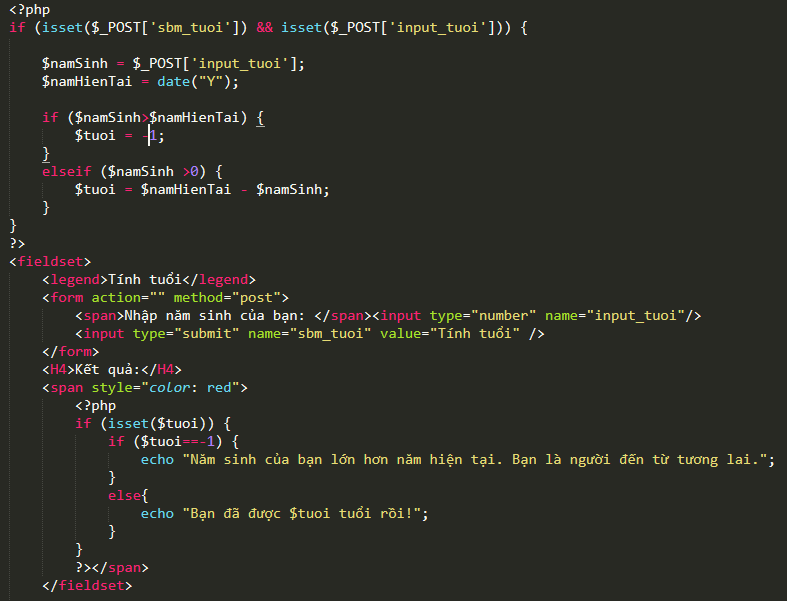 <?php
if (isset($_POST['sbm_tuoi']) && isset($_POST['input_tuoi'])) {
$namSinh = $_POST['input_tuoi'];
$namHienTai = date("Y");
if ($namSinh>$namHienTai) {
$tuoi = -1;
}
elseif ($namSinh >0) {
$tuoi = $namHienTai - $namSinh;
}
}
?>
<fieldset>
<legend>Tính tuổi</legend>
<form action="" method="post">
<span>Nhập năm sinh của bạn: </span><input type="number" name="input_tuoi"/>
<input type="submit" name="sbm_tuoi" value="Tính tuổi" />
</form>
<H4>Kết quả:</H4>
<span style="color: red">
<?php
if (isset($tuoi)) {
if ($tuoi==-1) {
echo "Năm sinh của bạn lớn hơn năm hiện tại. Bạn là người đến từ tương lai.";
}
else{
echo "Bạn đã được $tuoi tuổi rồi!";
}
}
?></span>
</fieldset>